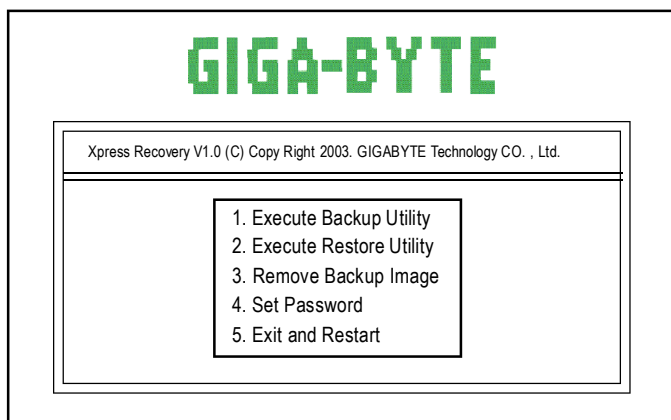 GIGA-BYTE
Xpress Recovery V1.0 (C) Copy Right 2003. GIGABYTE Technology CO. , Ltd.
1. Execute Backup Utility
2. Execute Restore Utility
3. Remove Backup Image
4. Set Password
5. Exit and Restart